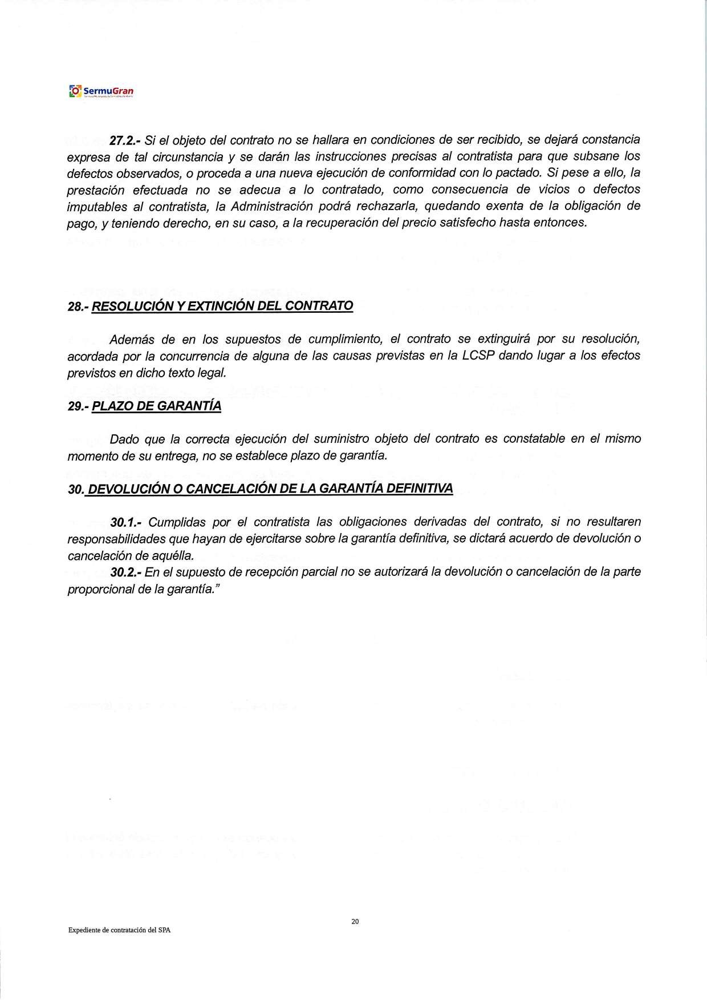 SermuGran
27.2.- Si el objeto del contrato no se hallara en condiciones de ser recibido, se dejará constancia
expresa de tal circunstancia y se darán las instrucciones precisas al contratista para que subsane los
defectos observados, o proceda a una nueva ejecución de conformidad con lo pactado. Si pese a ello, la
prestación efectuada no se adecua a lo contratado, como consecuencia de vicios o defectos
imputables al contratista, la Administración podrá rechazarla, quedando exenta de la obligación de
pago, y teniendo derecho, en su caso, a la recuperación del precio satisfecho hasta entonces.
28.- RESOLUCIÓN Y EXTINCIÓN DEL CONTRATO
Además de en los supuestos de cumplimiento, el contrato se extinguirá por su resolución,
acordada por la concurrencia de alguna de las causas previstas en la LCSP dando lugar a los efectos
previstos en dicho texto legal.
29.- PLAZO DE GARANTÍA
Dado que la correcta ejecución del suministro objeto del contrato es constatable en el mismo
momento de su entrega, no se establece plazo de garantía.
30. DEVOLUCIÓN O CANCELACIÓN DE LA GARANTÍA DEFINITIVA
30.1.- Cumplidas por el contratista las obligaciones derivadas del contrato, si no resultaren
responsabilidades que hayan de ejercitarse sobre la garantía definitiva, se dictará acuerdo de devolución o
cancelación de aquélla.
30.2.- En el supuesto de recepción parcial no se autorizará la devolución o cancelación de la parte
proporcional de la garantía.”
20
Expediente de contratación del SPA